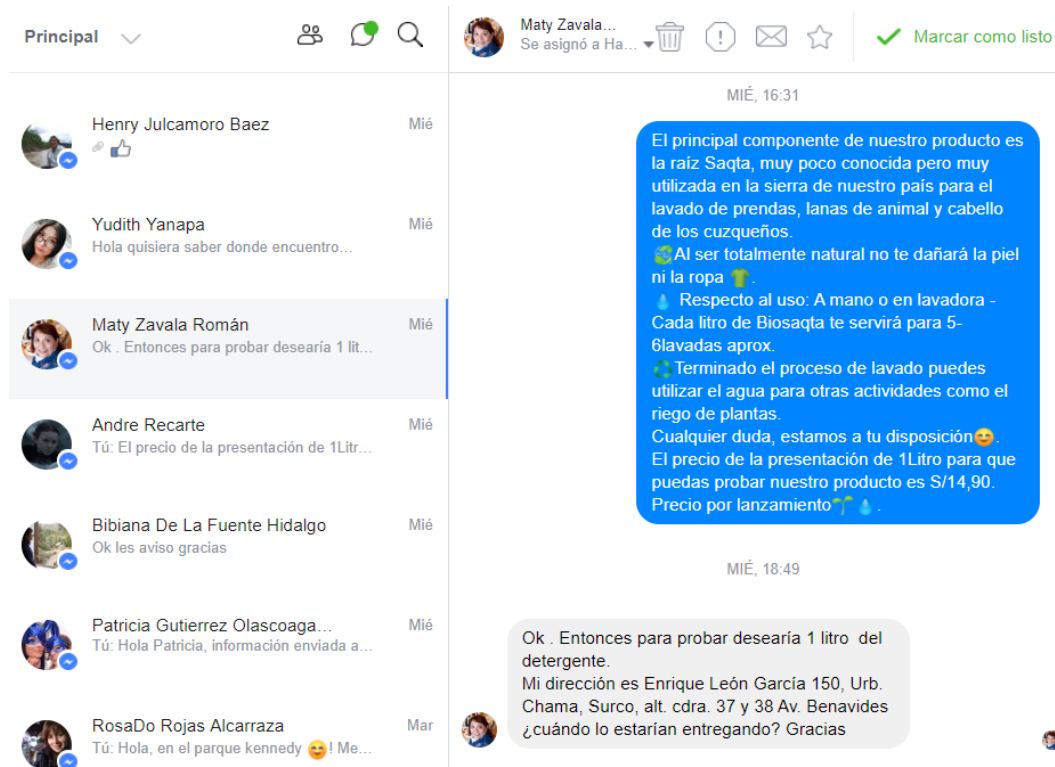 Principal
Maty Zavala...
Se asignó a Ha...
Marcar como listo
Henry Julcamoro Baez
Mié
Yudith Yanapa
Mié
Hola quisiera saber donde encuentro...
Maty Zavala Román
Mié
Ok . Entonces para probar desearía 1 lit...
Andre Recarte
Mié
Tú: El precio de la presentación de 1Litr...
Bibiana De La Fuente Hidalgo
Mié
Ok les aviso gracias
Patricia Gutierrez Olascoaga...
Mié
Tú: Hola Patricia, información enviada a...
RosaDo Rojas Alcarraza
Mar
Tú: Hola, en el parque kennedy 😊! Me...
MIÉ, 16:31
El principal componente de nuestro producto es
la raíz Saqta, muy poco conocida pero muy
utilizada en la sierra de nuestro país para el
lavado de prendas, lanas de animal y cabello
de los cuzqueños.
🌏Al ser totalmente natural no te dañará la piel
ni la ropa 👕.
💧 Respecto al uso: A mano o en lavadora -
Cada litro de Biosaqta te servirá para 5-
6lavadas aprox.
♻Terminado el proceso de lavado puedes
utilizar el agua para otras actividades como el
riego de plantas.
Cualquier duda, estamos a tu disposición😊.
El precio de la presentación de 1Litro para que
puedas probar nuestro producto es S/14,90.
Precio por lanzamiento🌱💧.
MIÉ, 18:49
Ok . Entonces para probar desearía 1 litro  del
detergente.
Mi dirección es Enrique León García 150, Urb.
Chama, Surco, alt. cdra. 37 y 38 Av. Benavides
¿cuándo lo estarían entregando? Gracias